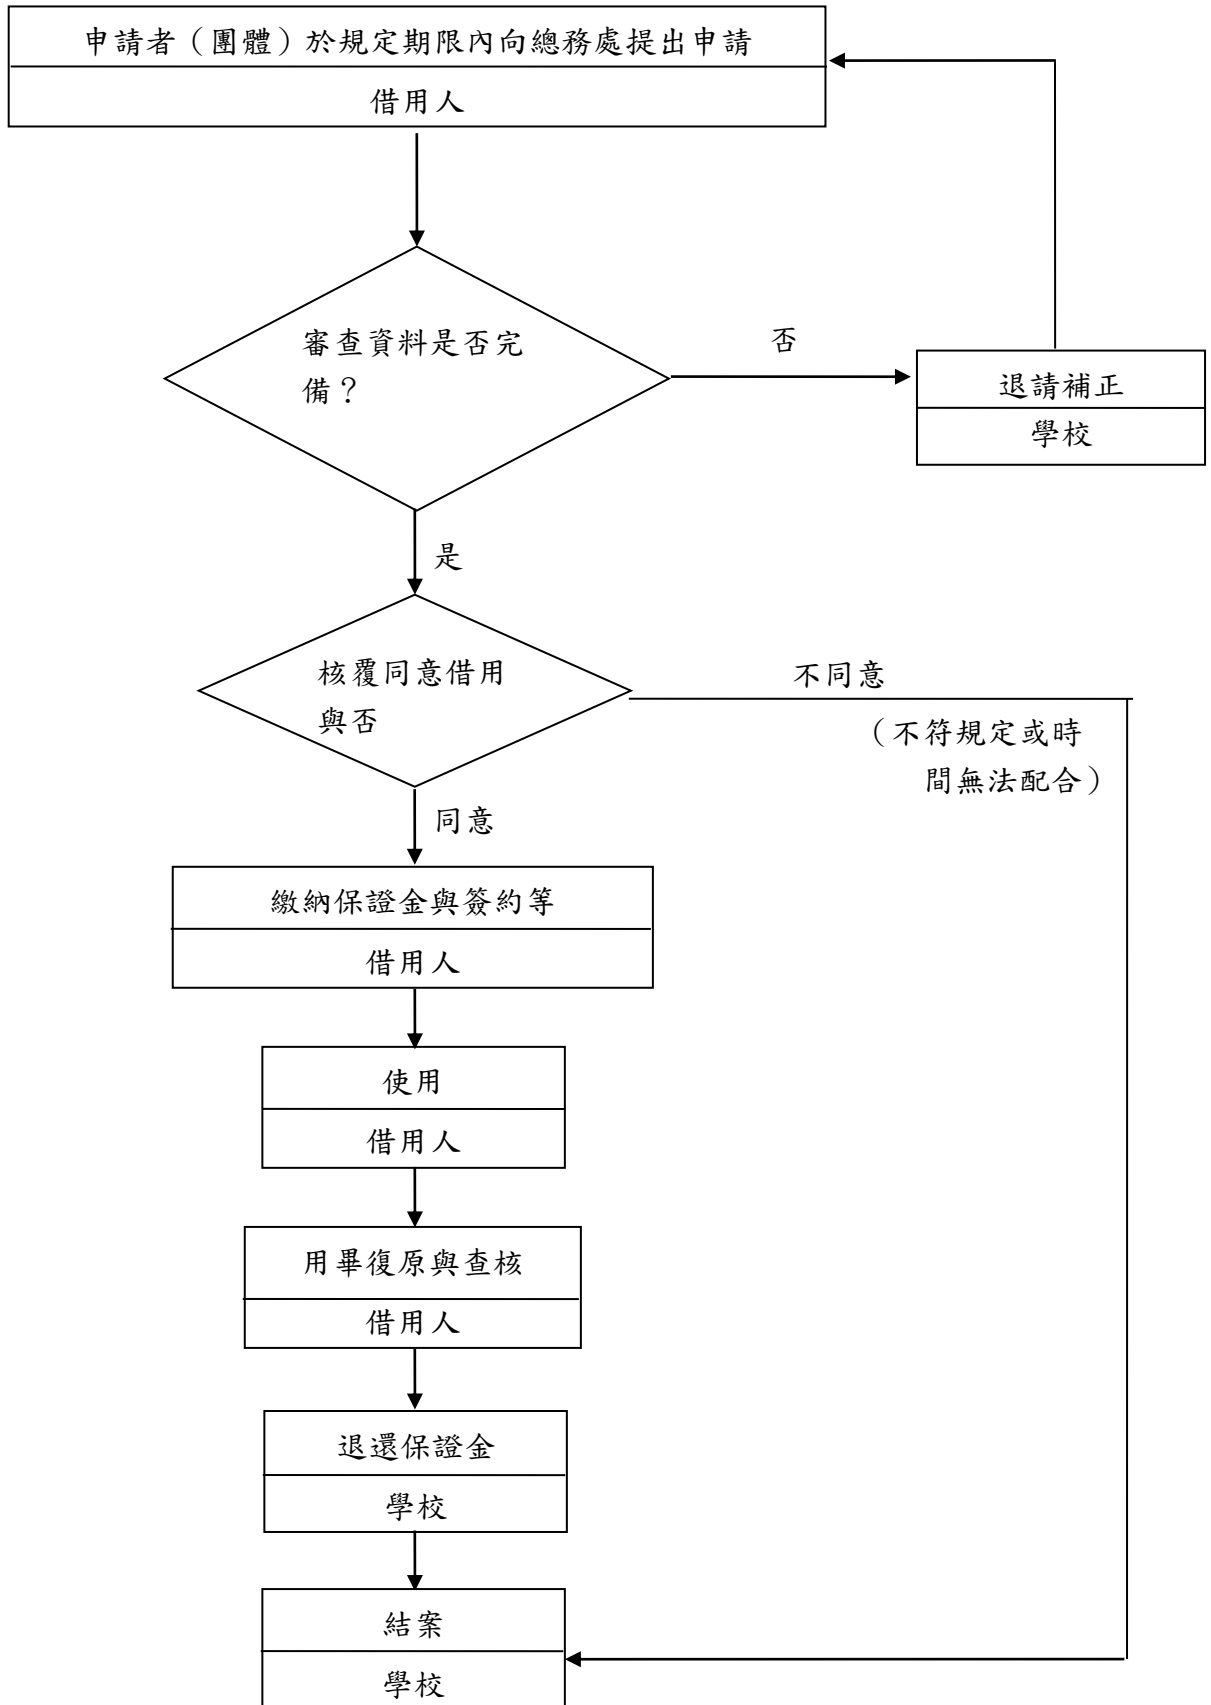 申請者（團體）於規定期限內向總務處提出申請
借用人
審查資料是否完
備？
否
退請補正
學校
是
核覆同意借用
與否
不同意
（不符規定或時
間無法配合）
同意
繳納保證金與簽約等
借用人
使用
借用人
用畢復原與查核
借用人
退還保證金
學校
結案
學校